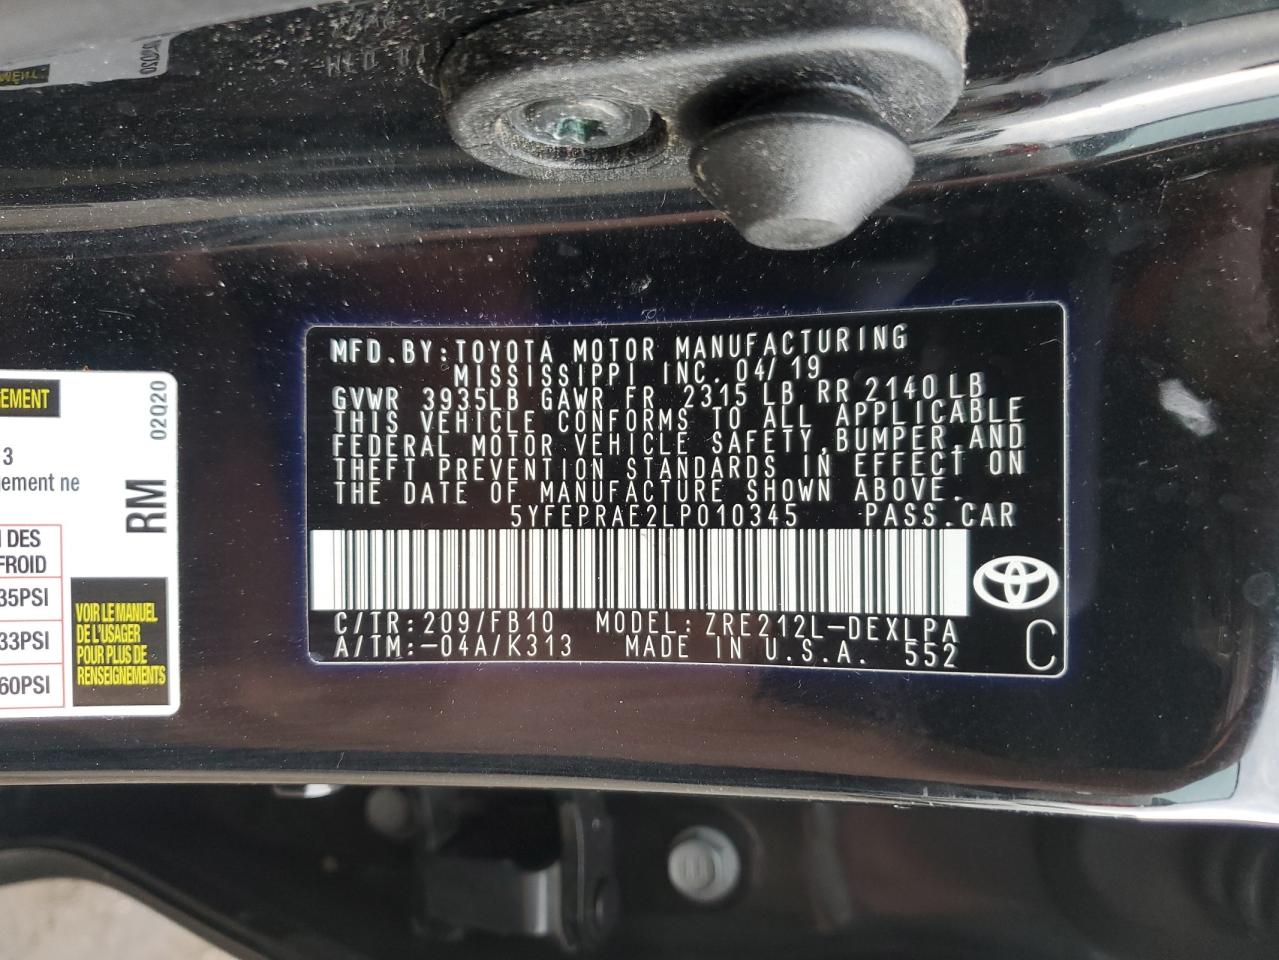 MFD.BY:TOYOTA MOTOR MANUFACTURING
MISSISSIPPI INC.04/19
GVWR 3935LB GAWR FR 2315 LB RR 2140 LB
THIS VEHICLE CONFORMS TO ALL APPLICABLE
FEDERAL MOTOR VEHICLE SAFETY,BUMPER,AND
THEFT PREVENTION STANDARDS IN EFFECT ON
THE DATE OF MANUFACTURE SHOWN ABOVE.
5YFEPRAE2LP010345 PASS.CAR
C/TR:209/FB10 MODEL:ZRE212L-DEXLPA
A/TM:-04A/K313 MADE IN U.S.A. 552
C
EMENT
02Q20
3
ement ne
RM
DES
FROID
35PSI
33PSI
60PSI
VOIR LE MANUEL
DE L'USAGER
POUR PLUS DE
RENSEIGNEMENTS